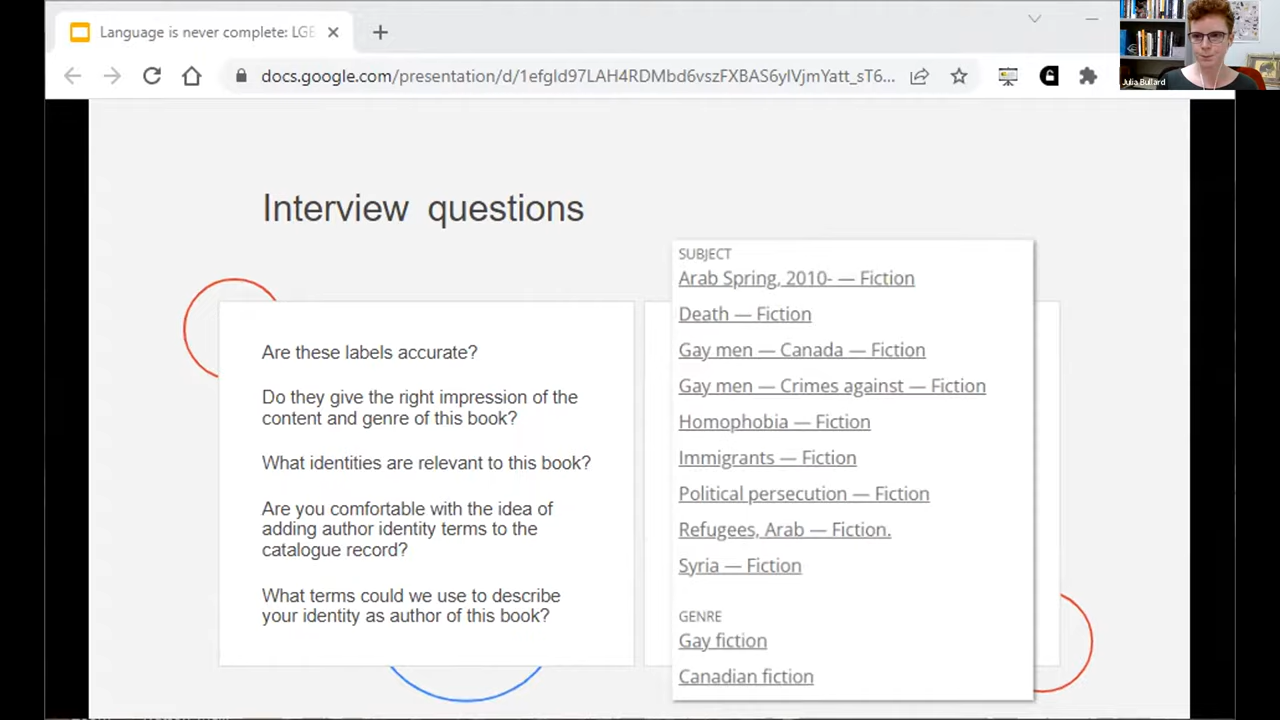 Language is never complete: LGE
docs.google.com/presentation/d/1efgId97LAH4RDMbd6vszFXBAS6yIVjmYatt_sT6...
Julia Bullard
Interview questions
Are these labels accurate?
Do they give the right impression of the
content and genre of this book?
What identities are relevant to this book?
Are you comfortable with the idea of
adding author identity terms to the
catalogue record?
What terms could we use to describe
your identity as author of this book?
SUBJECT
Arab Spring, 2010- — Fiction
Death — Fiction
Gay men — Canada — Fiction
Gay men — Crimes against — Fiction
Homophobia — Fiction
Immigrants — Fiction
Political persecution — Fiction
Refugees, Arab — Fiction.
Syria — Fiction
GENRE
Gay fiction
Canadian fiction